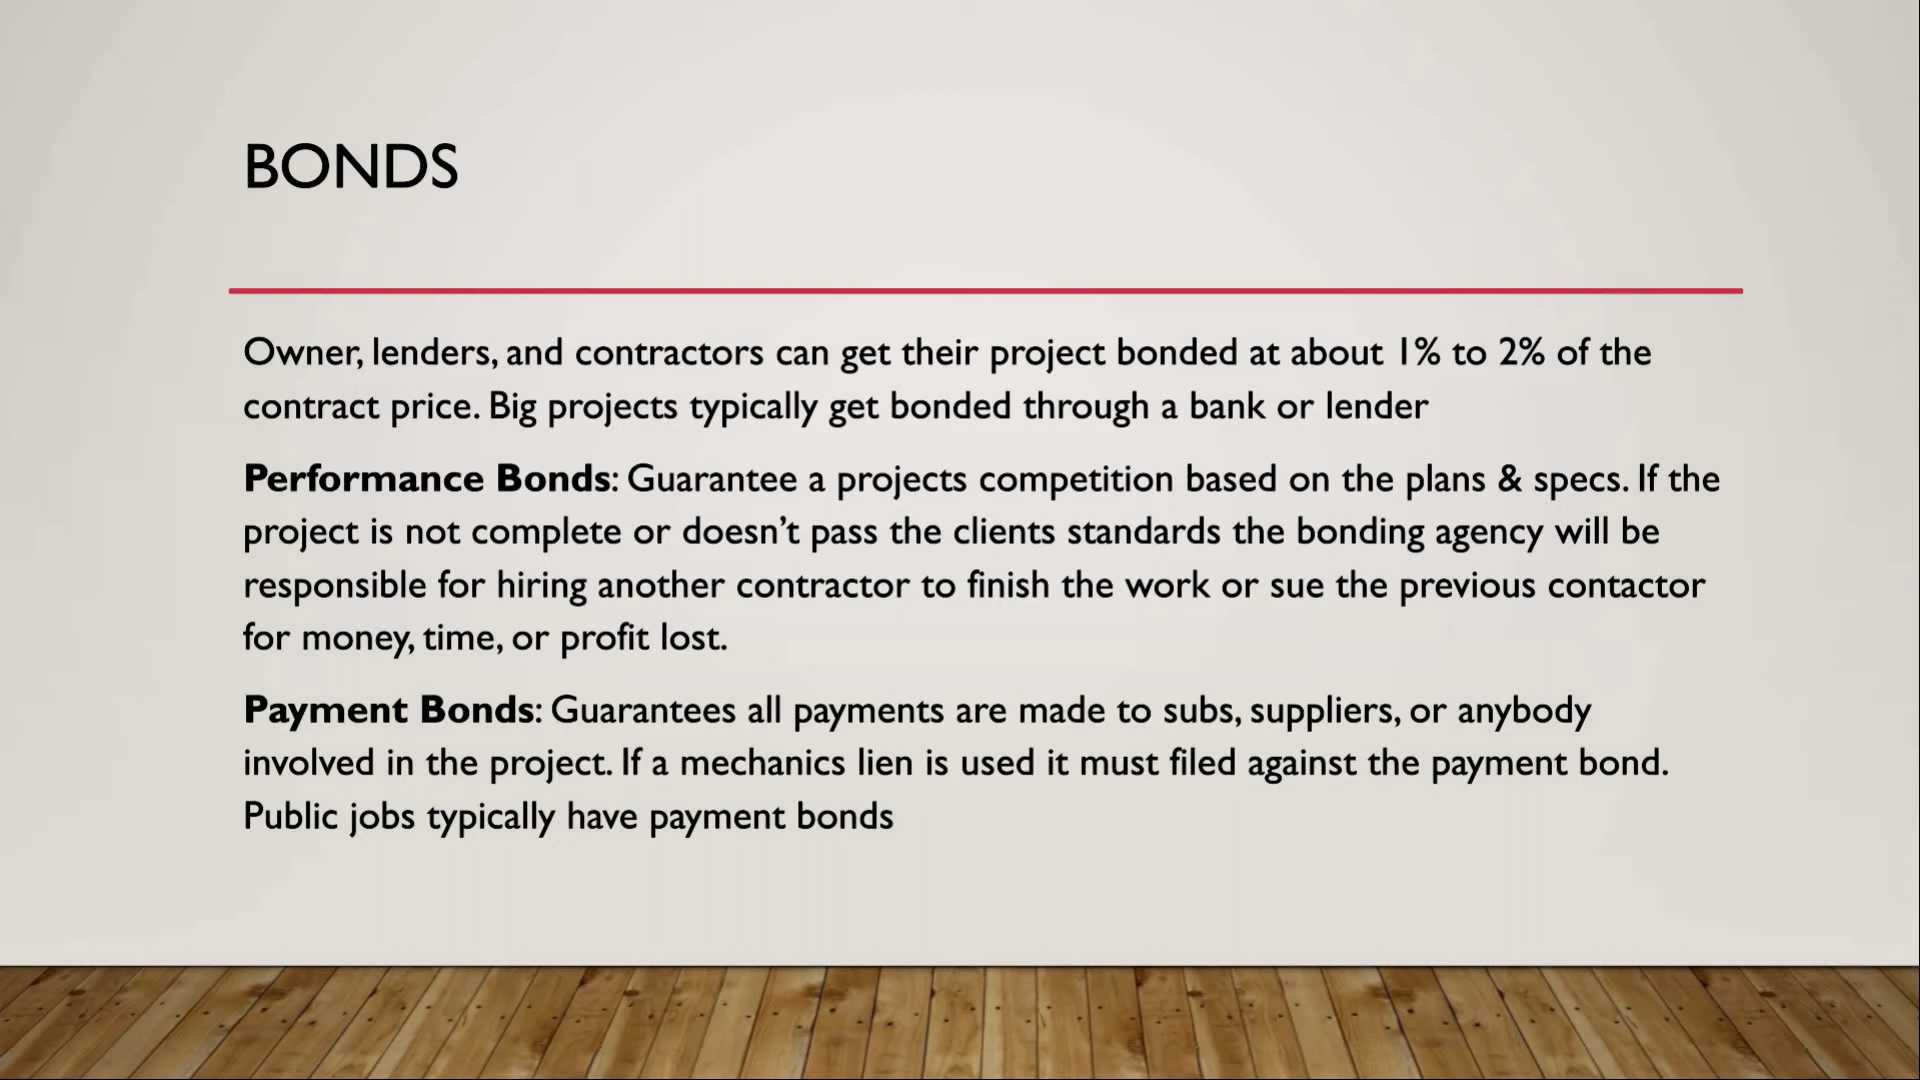 BONDS
Owner, lenders, and contractors can get their project bonded at about 1% to 2% of the
contract price. Big projects typically get bonded through a bank or lender
Performance Bonds: Guarantee a projects competition based on the plans & specs. If the
project is not complete or doesn’t pass the clients standards the bonding agency will be
responsible for hiring another contractor to finish the work or sue the previous contactor
for money, time, or profit lost.
Payment Bonds: Guarantees all payments are made to subs, suppliers, or anybody
involved in the project. If a mechanics lien is used it must filed against the payment bond.
Public jobs typically have payment bonds